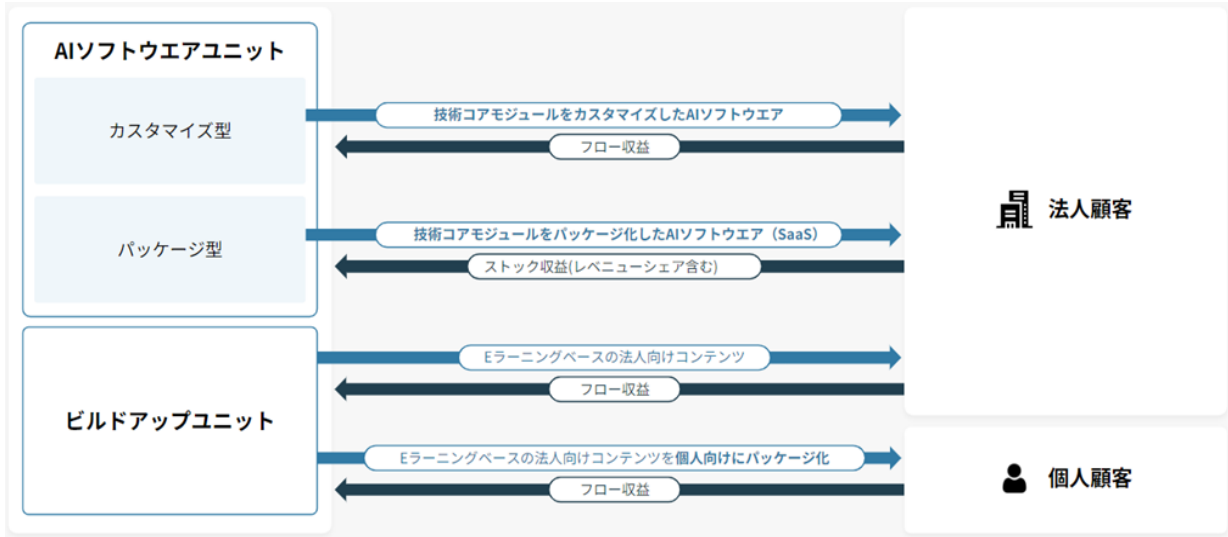 AIソフトウエアユニット
カスタマイズ型
技術コアモジュールをカスタマイズしたAIソフトウエア
フロー収益
パッケージ型
技術コアモジュールをパッケージ化したAIソフトウエア（SaaS）
ストック収益(レベニューシェア含む)
法人顧客
ビルドアップユニット
Eラーニングベースの法人向けコンテンツ
フロー収益
Eラーニングベースの法人向けコンテンツを個人向けにパッケージ化
フロー収益
個人顧客